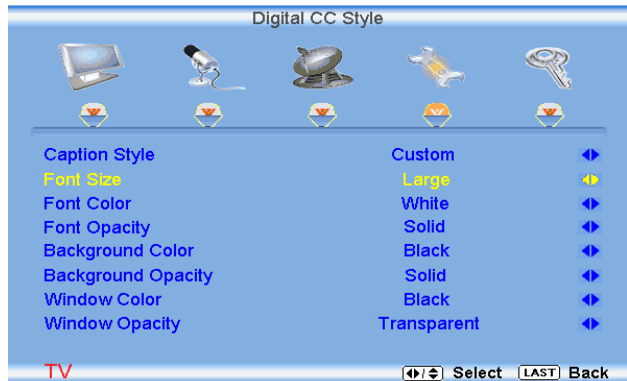 Digital CC Style
Caption Style Custom
Font Size Large
Font Color White
Font Opacity Solid
Background Color Black
Background Opacity Solid
Window Color Black
Window Opacity Transparent
TV Select LAST Back